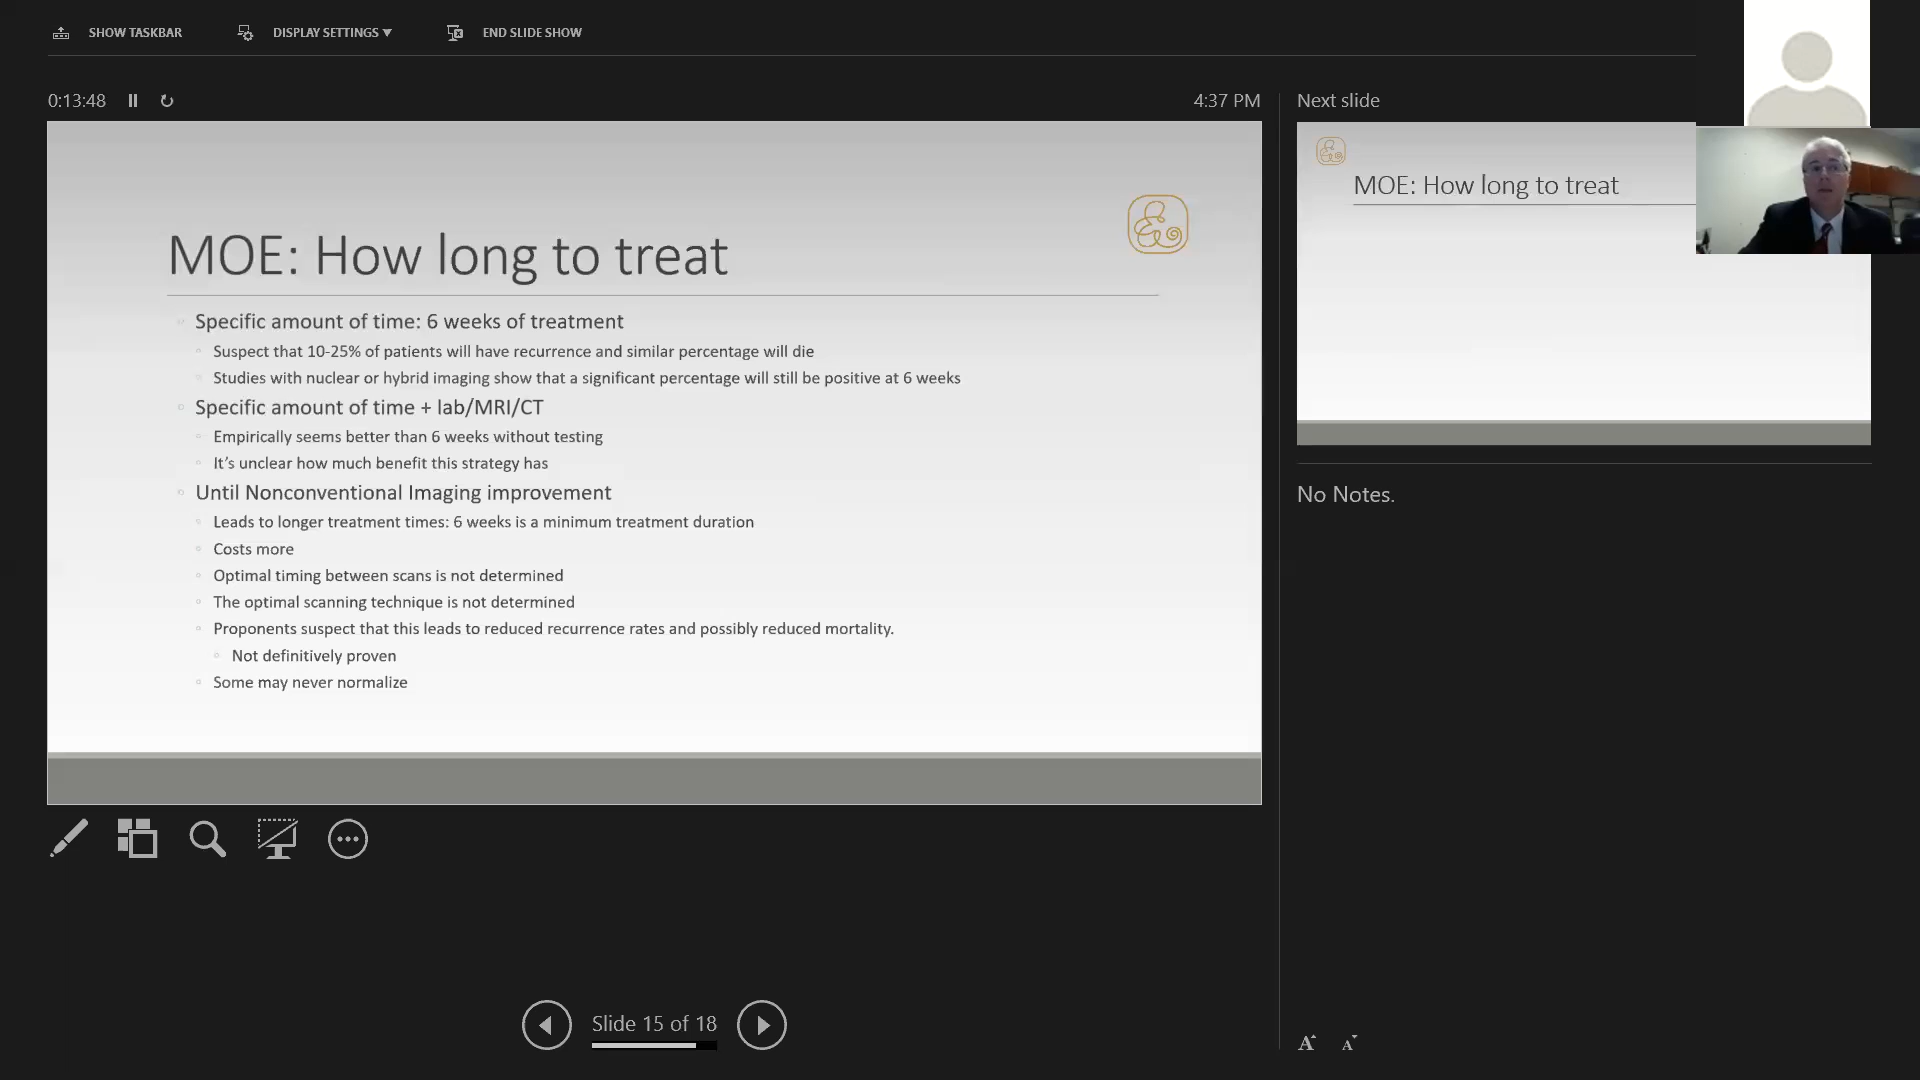 SHOW TASKBAR
DISPLAY SETTINGS ▼
END SLIDE SHOW
0:13:48
4:37 PM
MOE: How long to treat
Specific amount of time: 6 weeks of treatment
Suspect that 10-25% of patients will have recurrence and similar percentage will die
Studies with nuclear or hybrid imaging show that a significant percentage will still be positive at 6 weeks
Specific amount of time + lab/MRI/CT
Empirically seems better than 6 weeks without testing
It's unclear how much benefit this strategy has
Until Nonconventional Imaging improvement
Leads to longer treatment times: 6 weeks is a minimum treatment duration
Costs more
Optimal timing between scans is not determined
The optimal scanning technique is not determined
Proponents suspect that this leads to reduced recurrence rates and possibly reduced mortality.
Not definitively proven
Some may never normalize
Slide 15 of 18
Next slide
MOE: How long to treat
No Notes.
A A